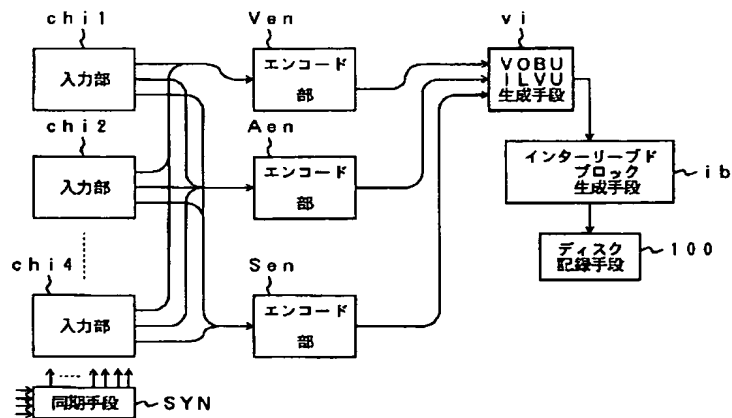 chi1
Ven
vi
入力部
エンコード
部
VOBU
ILVU
生成手段
chi2
Aen
入力部
エンコード
部
インターリーブド
ブロック
生成手段
ib
chi4
Sen
ディスク
記録手段
100
入力部
エンコード
部
同期手段
SYN